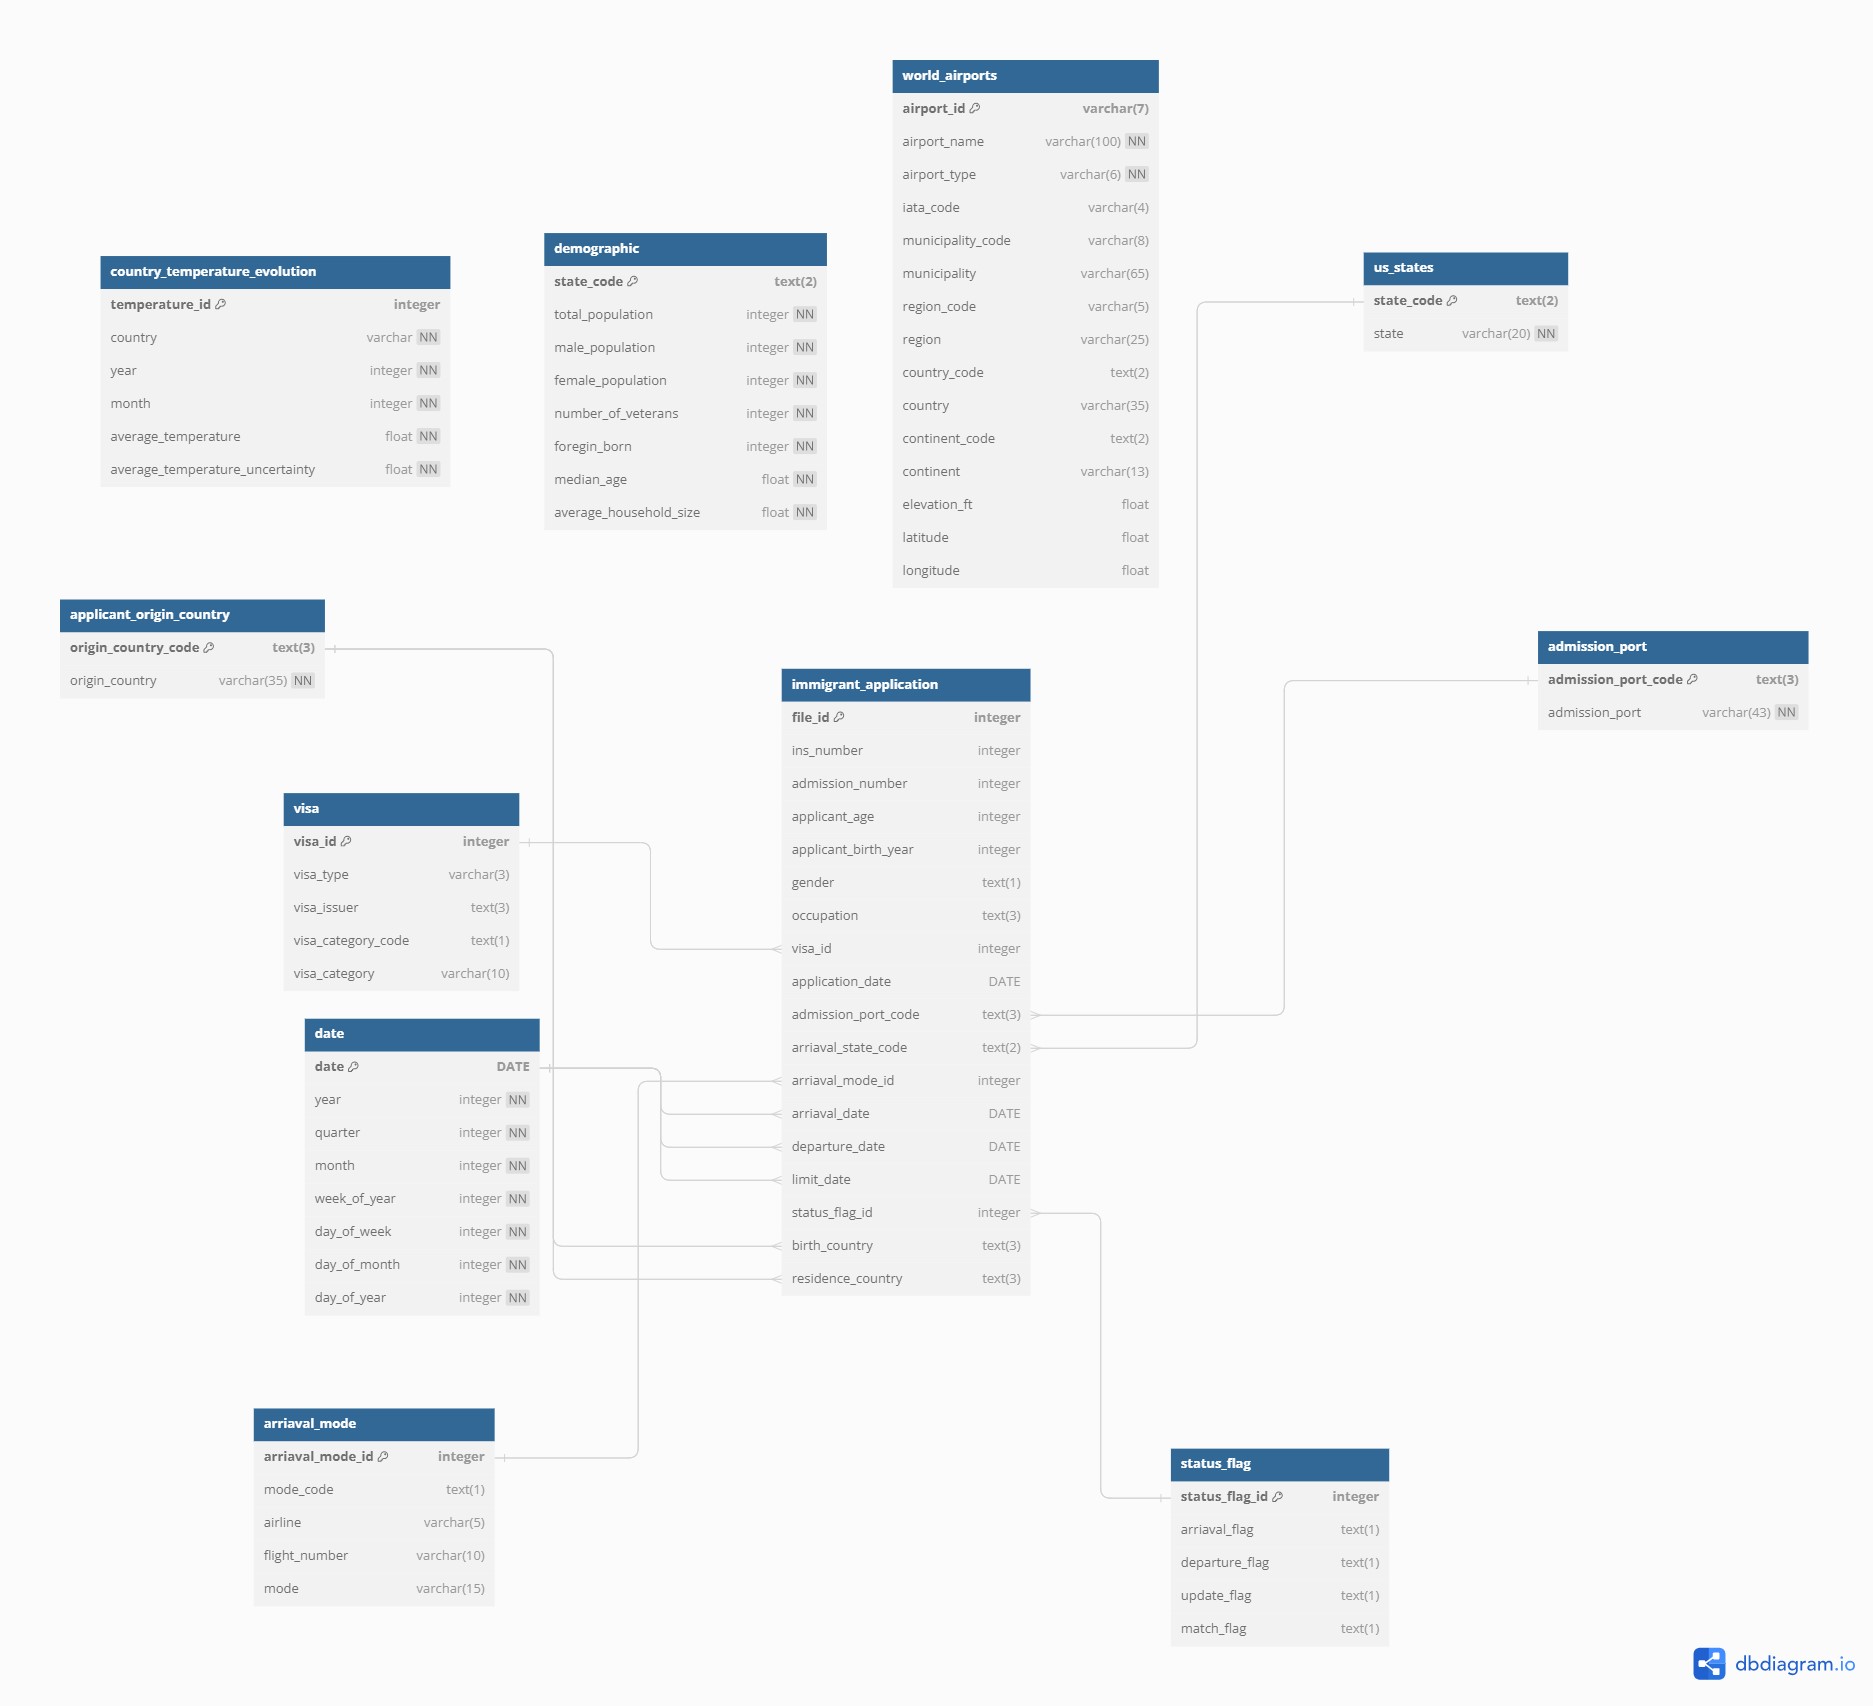 world_airports
airport_id varchar(7)
airport_name varchar(100) NN
airport_type varchar(6) NN
iata_code varchar(4)
municipality_code varchar(8)
municipality varchar(65)
region_code varchar(5)
region varchar(25)
country_code text(2)
country varchar(35)
continent_code text(2)
continent varchar(13)
elevation_ft float
latitude float
longitude float
demographic
state_code text(2)
total_population integer NN
male_population integer NN
female_population integer NN
number_of_veterans integer NN
foregin_born integer NN
median_age float NN
average_household_size float NN
us_states
state_code text(2)
state varchar(20) NN
country_temperature_evolution
temperature_id integer
country varchar NN
year integer NN
month integer NN
average_temperature float NN
average_temperature_uncertainty float NN
applicant_origin_country
origin_country_code text(3)
origin_country varchar(35) NN
admission_port
admission_port_code text(3)
admission_port varchar(43) NN
immigrant_application
file_id integer
ins_number integer
admission_number integer
applicant_age integer
applicant_birth_year integer
gender text(1)
occupation text(3)
visa_id integer
application_date DATE
admission_port_code text(3)
arriaval_state_code text(2)
arriaval_mode_id integer
arriaval_date DATE
departure_date DATE
limit_date DATE
status_flag_id integer
birth_country text(3)
residence_country text(3)
visa
visa_id integer
visa_type varchar(3)
visa_issuer text(3)
visa_category_code text(1)
visa_category varchar(10)
date
date DATE
year integer NN
quarter integer NN
month integer NN
week_of_year integer NN
day_of_week integer NN
day_of_month integer NN
day_of_year integer NN
arriaval_mode
arriaval_mode_id integer
mode_code text(1)
airline varchar(5)
flight_number varchar(10)
mode varchar(15)
status_flag
status_flag_id integer
arriaval_flag text(1)
departure_flag text(1)
update_flag text(1)
match_flag text(1)
dbdiagram.io